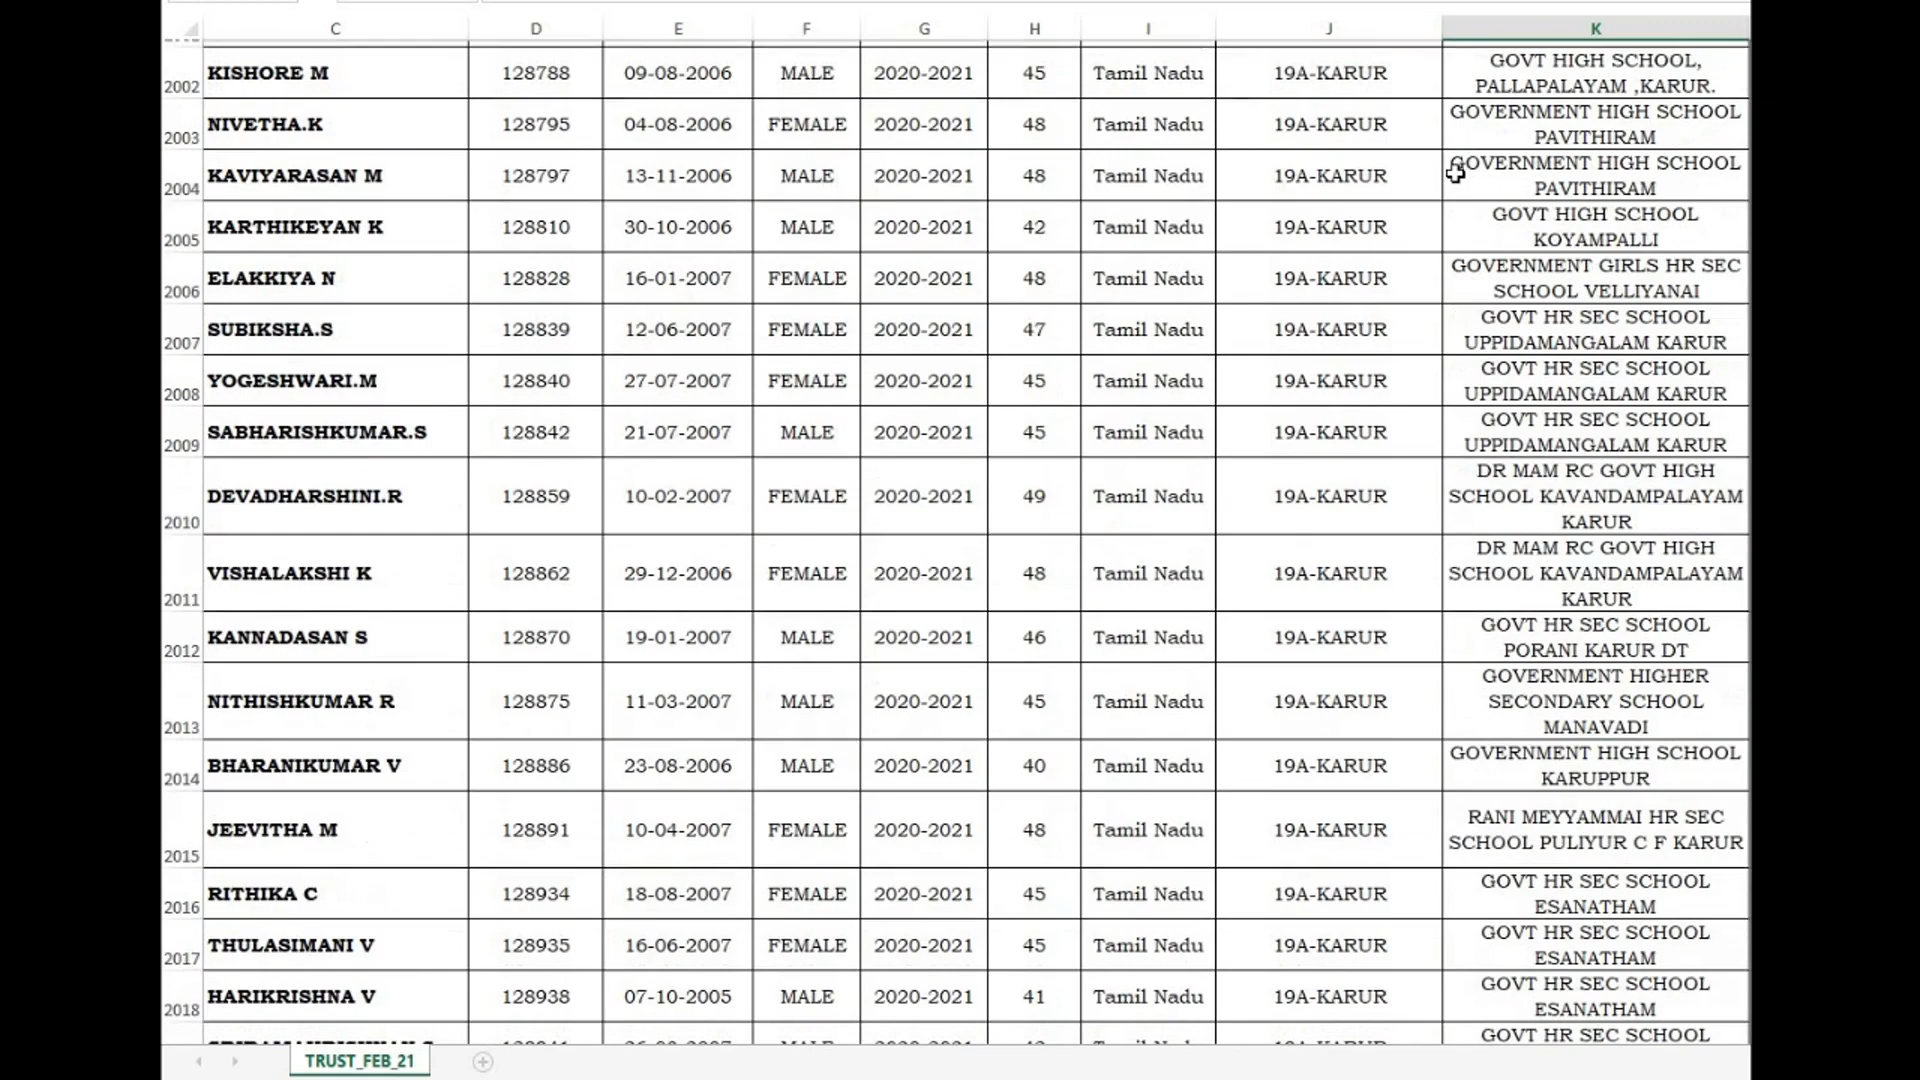 C D E F G H I J K
2002 KISHORE M 128788 09-08-2006 MALE 2020-2021 45 Tamil Nadu 19A-KARUR GOVT HIGH SCHOOL,
PALLAPALAYAM ,KARUR.
2003 NIVETHA.K 128795 04-08-2006 FEMALE 2020-2021 48 Tamil Nadu 19A-KARUR GOVERNMENT HIGH SCHOOL
PAVITHIRAM
2004 KAVIYARASAN M 128797 13-11-2006 MALE 2020-2021 48 Tamil Nadu 19A-KARUR GOVERNMENT HIGH SCHOOL
PAVITHIRAM
2005 KARTHIKEYAN K 128810 30-10-2006 MALE 2020-2021 42 Tamil Nadu 19A-KARUR GOVT HIGH SCHOOL
KOYAMPALLI
2006 ELAKKIYA N 128828 16-01-2007 FEMALE 2020-2021 48 Tamil Nadu 19A-KARUR GOVERNMENT GIRLS HR SEC
SCHOOL VELLIYANAI
2007 SUBIKSHA.S 128839 12-06-2007 FEMALE 2020-2021 47 Tamil Nadu 19A-KARUR GOVT HR SEC SCHOOL
UPPIDAMANGALAM KARUR
2008 YOGESHWARI.M 128840 27-07-2007 FEMALE 2020-2021 45 Tamil Nadu 19A-KARUR GOVT HR SEC SCHOOL
UPPIDAMANGALAM KARUR
2009 SABHARISHKUMAR.S 128842 21-07-2007 MALE 2020-2021 45 Tamil Nadu 19A-KARUR GOVT HR SEC SCHOOL
UPPIDAMANGALAM KARUR
2010 DEVADHARSHINI.R 128859 10-02-2007 FEMALE 2020-2021 49 Tamil Nadu 19A-KARUR DR MAM RC GOVT HIGH
SCHOOL KAVANDAMPALAYAM
KARUR
2011 VISHALAKSHI K 128862 29-12-2006 FEMALE 2020-2021 48 Tamil Nadu 19A-KARUR DR MAM RC GOVT HIGH
SCHOOL KAVANDAMPALAYAM
KARUR
2012 KANNADASAN S 128870 19-01-2007 MALE 2020-2021 46 Tamil Nadu 19A-KARUR GOVT HR SEC SCHOOL
PORANI KARUR DT
2013 NITHISHKUMAR R 128875 11-03-2007 MALE 2020-2021 45 Tamil Nadu 19A-KARUR GOVERNMENT HIGHER
SECONDARY SCHOOL
MANAVADI
2014 BHARANIKUMAR V 128886 23-08-2006 MALE 2020-2021 40 Tamil Nadu 19A-KARUR GOVERNMENT HIGH SCHOOL
KARUPPUR
2015 JEEVITHA M 128891 10-04-2007 FEMALE 2020-2021 48 Tamil Nadu 19A-KARUR RANI MEYYAMMAI HR SEC
SCHOOL PULIYUR C F KARUR
2016 RITHIKA C 128934 18-08-2007 FEMALE 2020-2021 45 Tamil Nadu 19A-KARUR GOVT HR SEC SCHOOL
ESANATHAM
2017 THULASIMANI V 128935 16-06-2007 FEMALE 2020-2021 45 Tamil Nadu 19A-KARUR GOVT HR SEC SCHOOL
ESANATHAM
2018 HARIKRISHNA V 128938 07-10-2005 MALE 2020-2021 41 Tamil Nadu 19A-KARUR GOVT HR SEC SCHOOL
ESANATHAM
GOVT HR SEC SCHOOL
TRUST_FEB_21